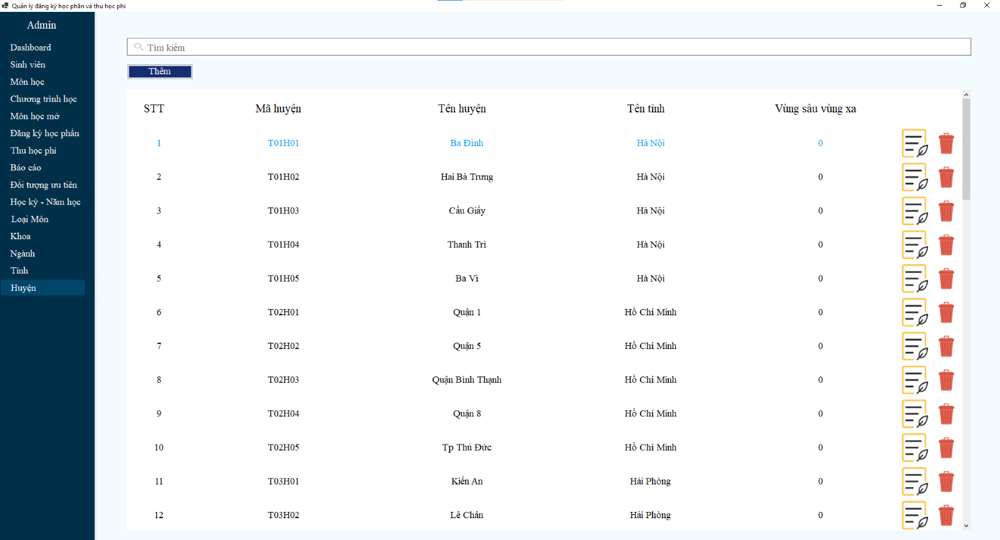 Quản lý đăng ký học phần và thu học phí
Admin
Dashboard
Sinh viên
Môn học
Chương trình học
Môn học mở
Đăng ký học phần
Thu học phí
Báo cáo
Đối tượng ưu tiên
Học kỳ - Năm học
Loại Môn
Khoa
Ngành
Tỉnh
Huyện
Tìm kiếm
Thêm
STT Mã huyện Tên huyện Tên tỉnh Vùng sâu vùng xa
1 T01H01 Ba Đình Hà Nội 0
2 T01H02 Hai Bà Trưng Hà Nội 0
3 T01H03 Cầu Giấy Hà Nội 0
4 T01H04 Thanh Trì Hà Nội 0
5 T01H05 Ba Vì Hà Nội 0
6 T02H01 Quận 1 Hồ Chí Minh 0
7 T02H02 Quận 5 Hồ Chí Minh 0
8 T02H03 Quận Bình Thạnh Hồ Chí Minh 0
9 T02H04 Quận 8 Hồ Chí Minh 0
10 T02H05 Tp Thủ Đức Hồ Chí Minh 0
11 T03H01 Kiến An Hải Phòng 0
12 T03H02 Lê Chân Hải Phòng 0